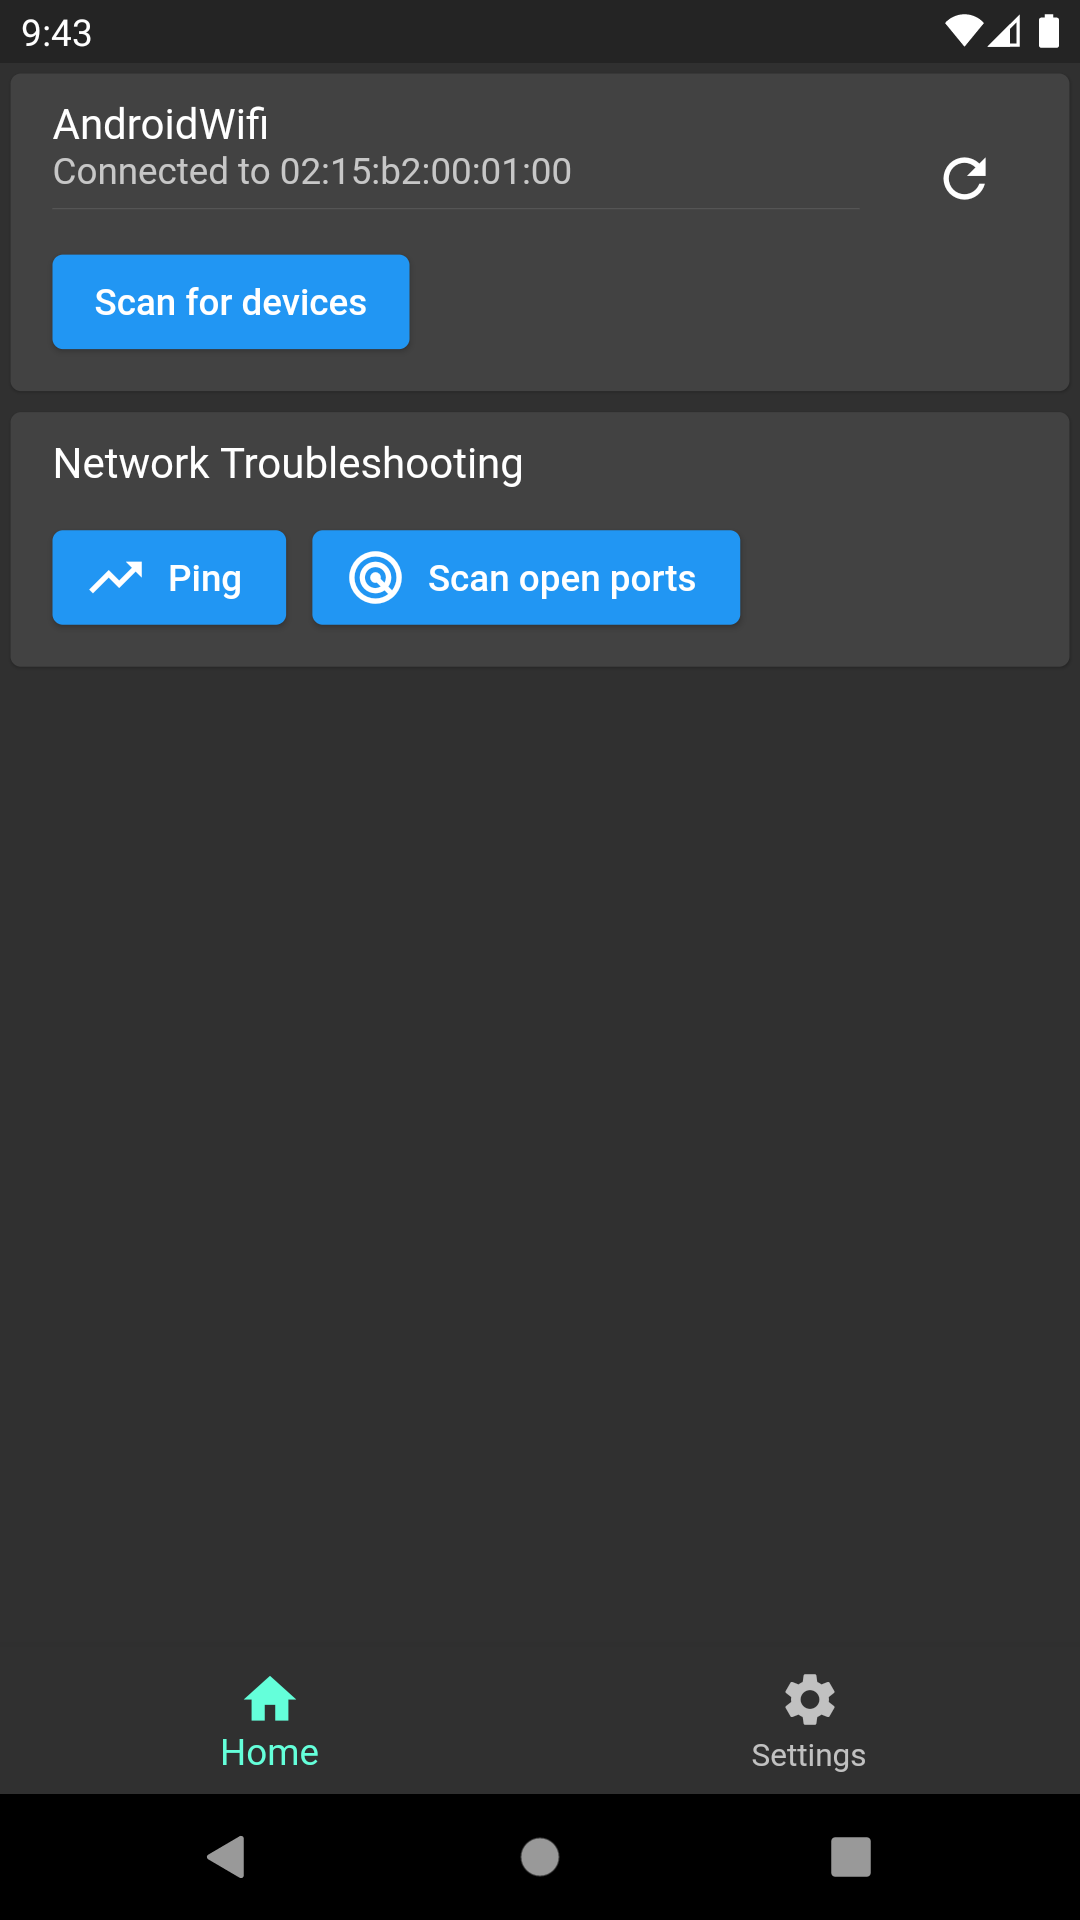 9:43
AndroidWifi
Connected to 02:15:b2:00:01:00
Scan for devices
Network Troubleshooting
Ping
Scan open ports
Home
Settings